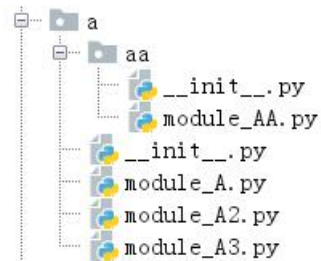 a
aa
__init__.py
module_AA.py
__init__.py
module_A.py
module_A2.py
module_A3.py